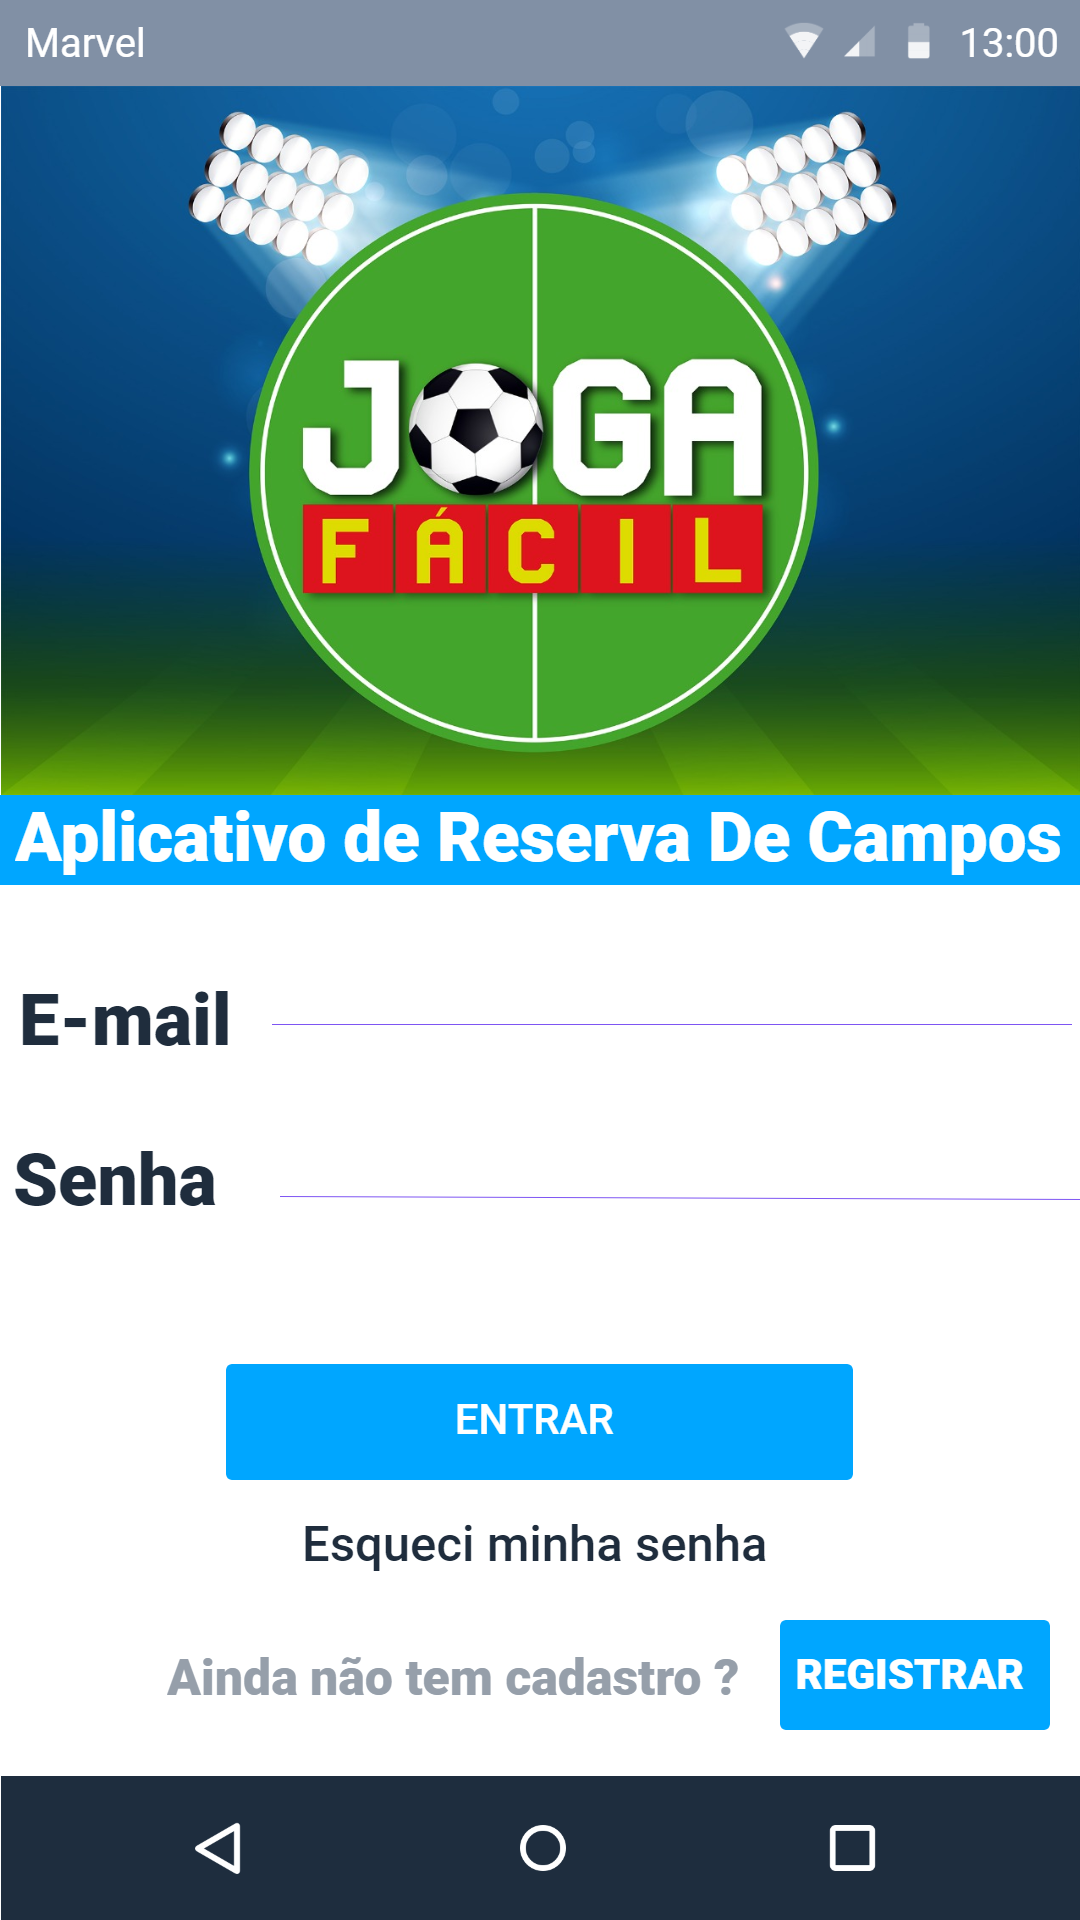 Marvel 13:00
JOGA
FÁCIL
Aplicativo de Reserva De Campos
E-mail
Senha
ENTRAR
Esqueci minha senha
Ainda não tem cadastro ? REGISTRAR